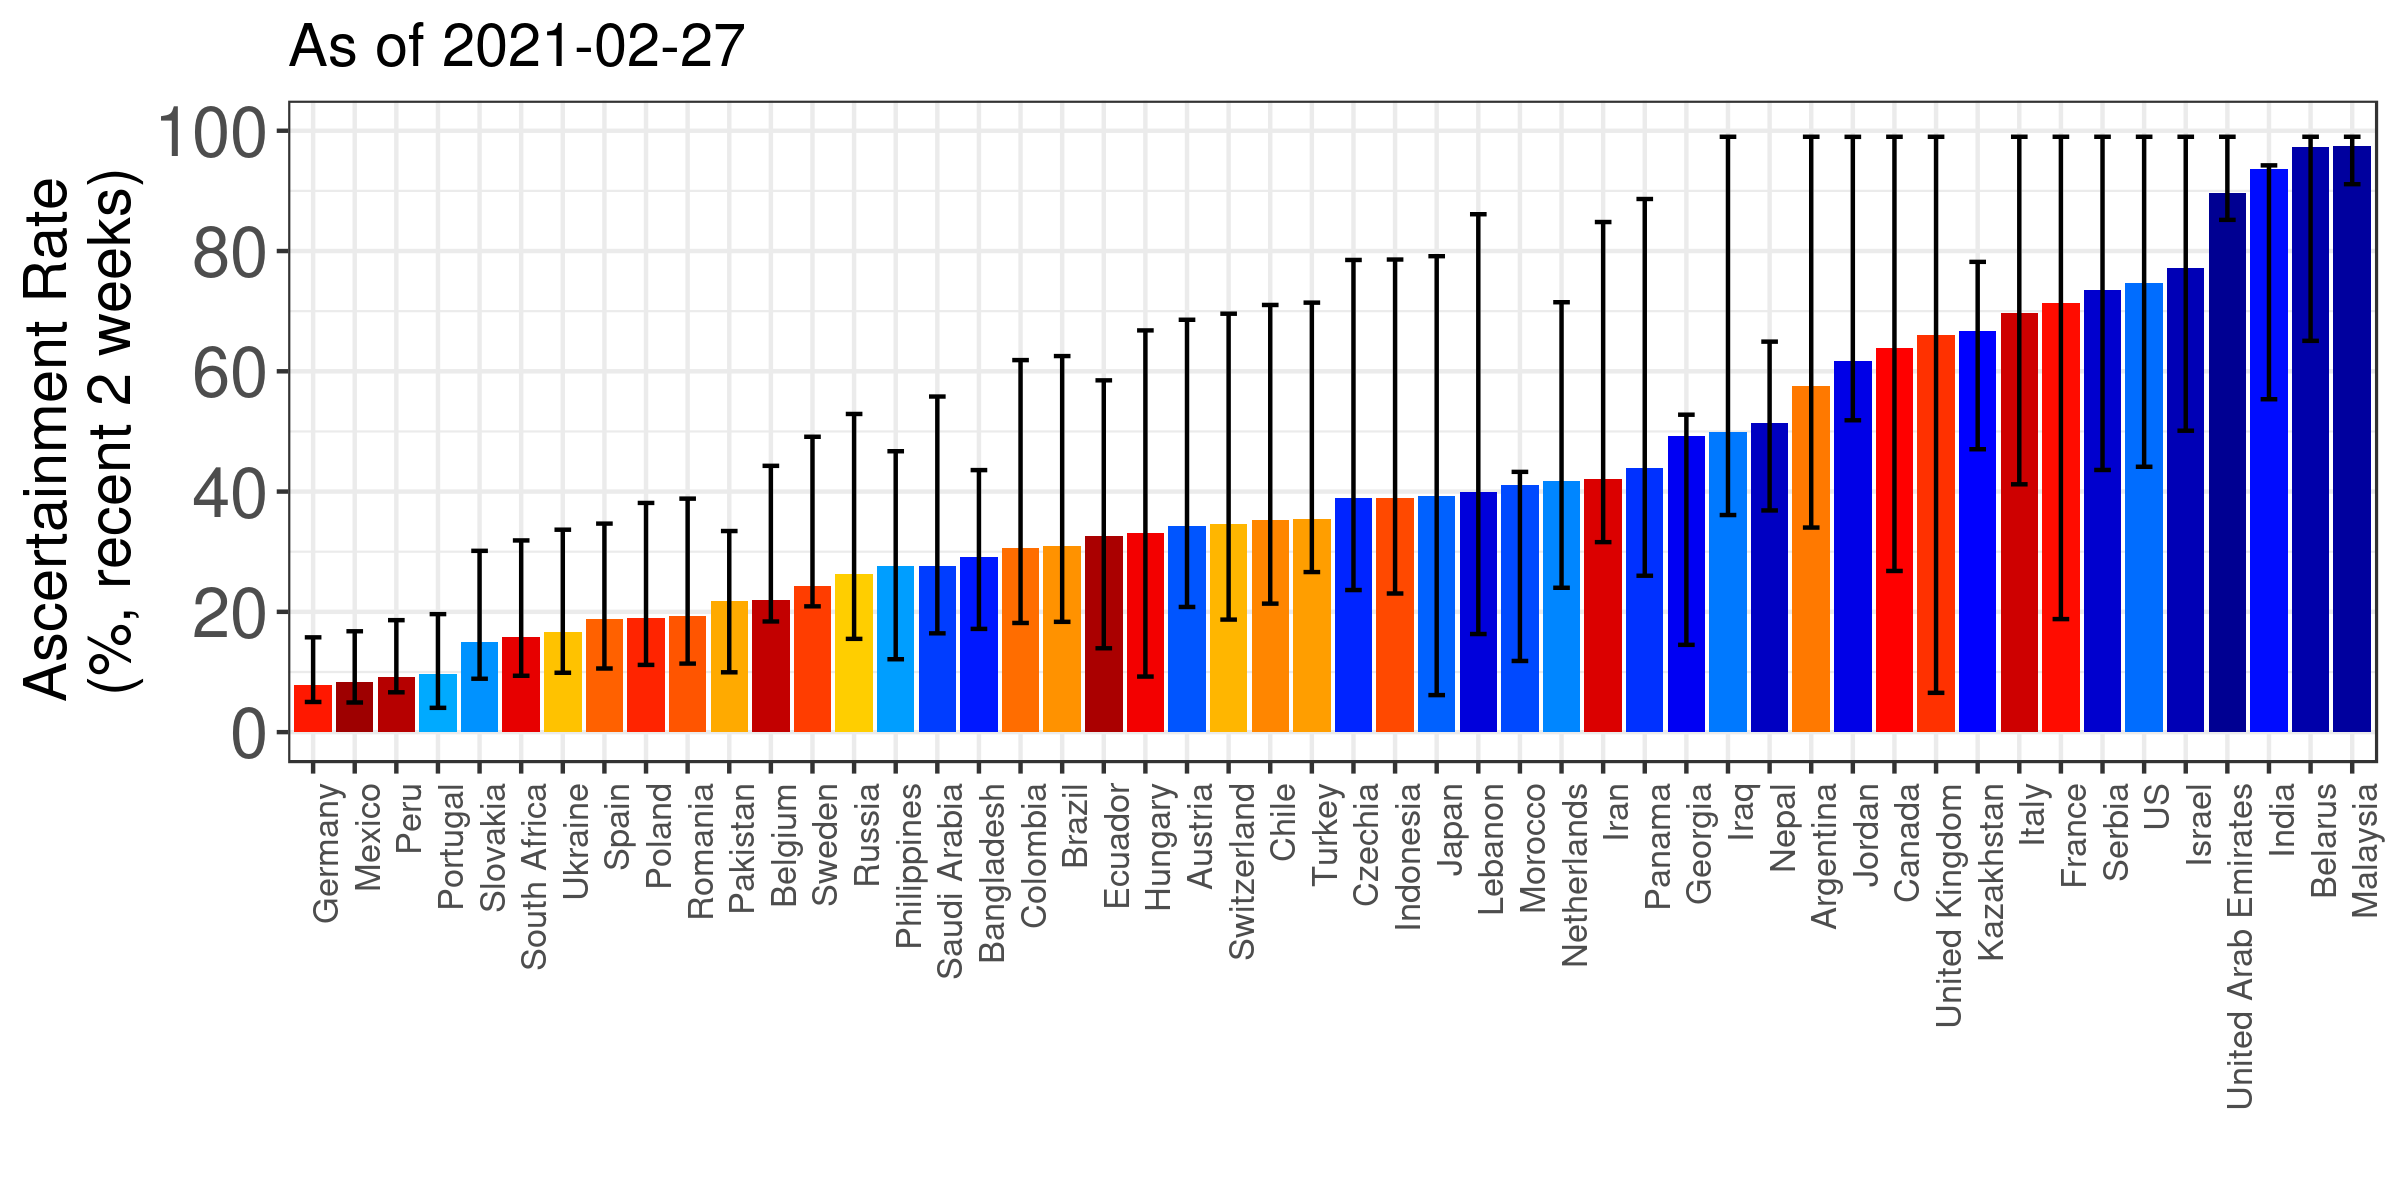 As of 2021-02-27
Ascertainment Rate
(%, recent 2 weeks)
100
80
60
40
20
0
Germany
Mexico
Peru
Portugal
Slovakia
South Africa
Ukraine
Spain
Poland
Romania
Pakistan
Belgium
Sweden
Russia
Philippines
Saudi Arabia
Bangladesh
Colombia
Brazil
Ecuador
Hungary
Austria
Switzerland
Chile
Turkey
Czechia
Indonesia
Japan
Lebanon
Morocco
Netherlands
Iran
Panama
Georgia
Iraq
Nepal
Argentina
Jordan
Canada
United Kingdom
Kazakhstan
Italy
France
Serbia
US
Israel
United Arab Emirates
India
Belarus
Malaysia